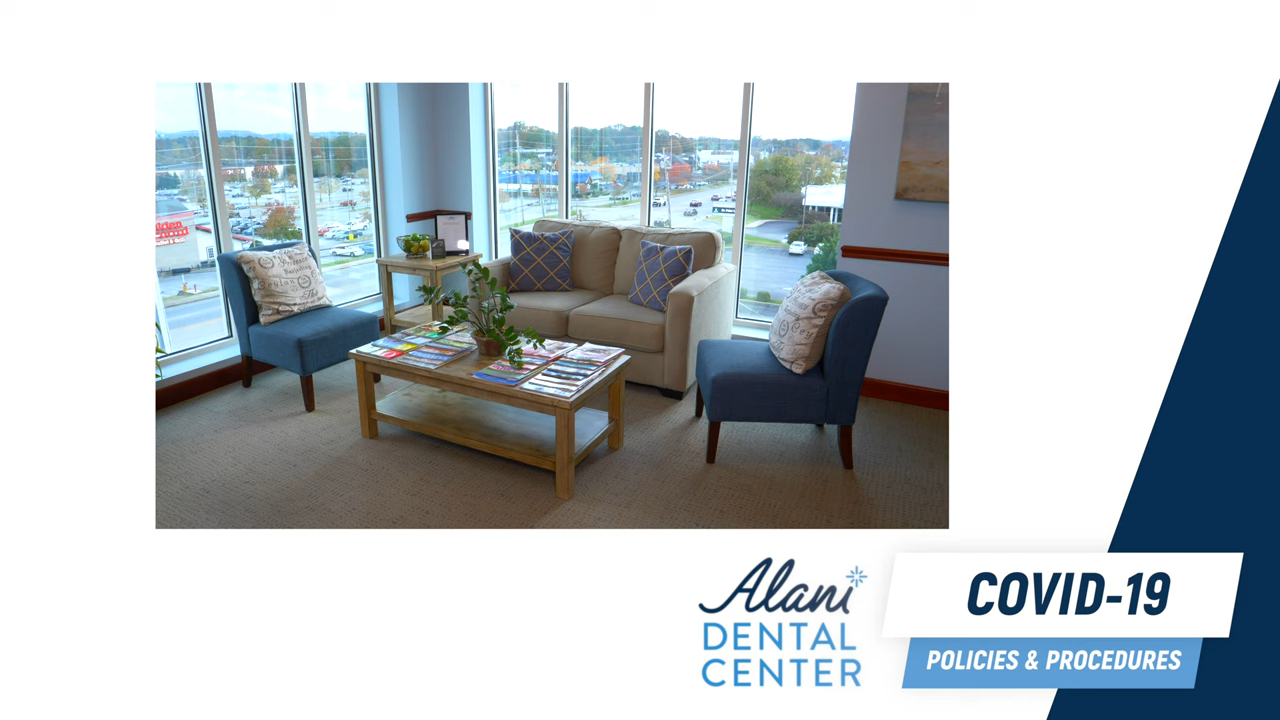 Alani
DENTAL
CENTER
COVID-19
POLICIES & PROCEDURES